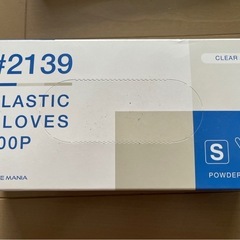 #2139
LASTIC
LOVES
00P
CLEAR
S
POWDER
E MANIA